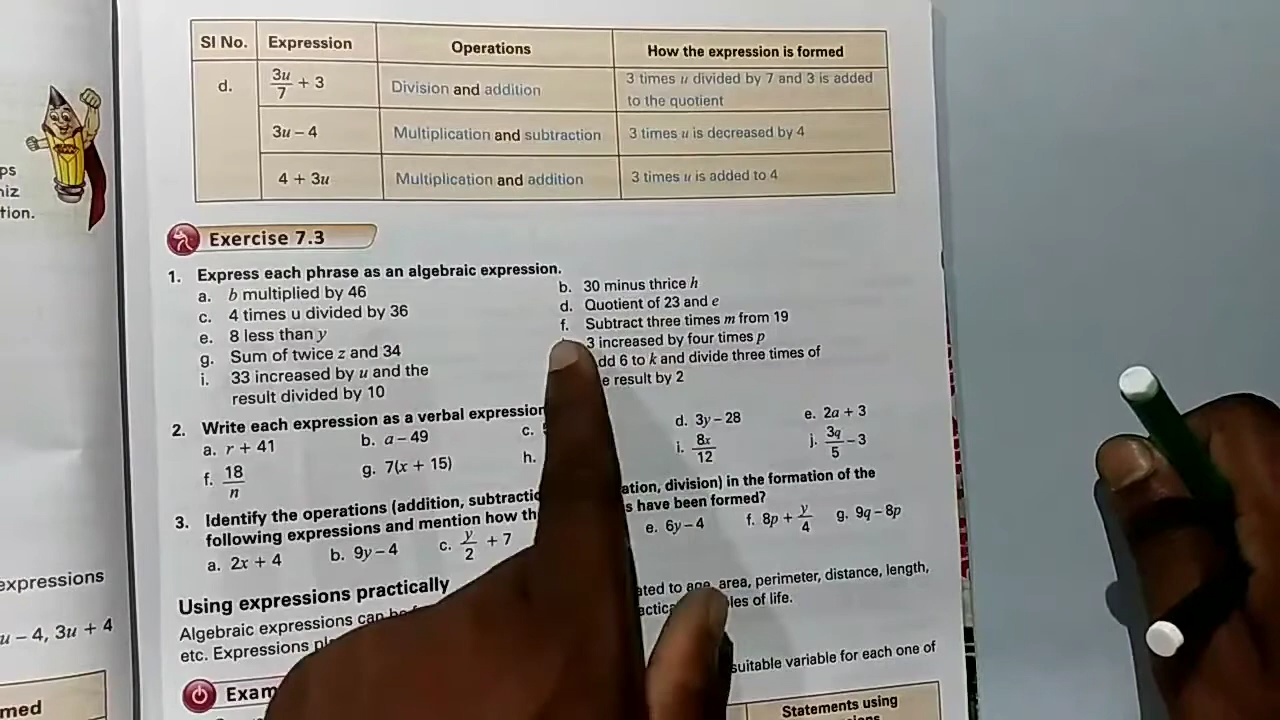 Sl No. Expression Operations How the expression is formed
d. 3u/7 + 3 Division and addition 3 times u divided by 7 and 3 is added to the quotient
3u – 4 Multiplication and subtraction 3 times u is decreased by 4
4 + 3u Multiplication and addition 3 times u is added to 4
ps
niz
tion.
Exercise 7.3
1. Express each phrase as an algebraic expression.
a. b multiplied by 46
b. 30 minus thrice h
c. 4 times u divided by 36
d. Quotient of 23 and e
e. 8 less than y
f. Subtract three times m from 19
g. Sum of twice z and 34
3 increased by four times p
i. 33 increased by u and the
result divided by 10
dd 6 to k and divide three times of
e result by 2
2. Write each expression as a verbal expression
a. r + 41 b. a – 49 c. d. 3y – 28 e. 2a + 3
f. 18/n g. 7(x + 15) h. i. 8x/12 j. 3q/5 – 3
3. Identify the operations (addition, subtractio ation, division) in the formation of the
following expressions and mention how th s have been formed?
a. 2x + 4 b. 9y – 4 c. y/2 + 7 e. 6y – 4 f. 8p + y/4 g. 9q – 8p
Using expressions practically
Algebraic expressions can be ated to age, area, perimeter, distance, length,
etc. Expressions pl actica les of life.
expressions
u – 4, 3u + 4
Exam suitable variable for each one of
med
Statements using